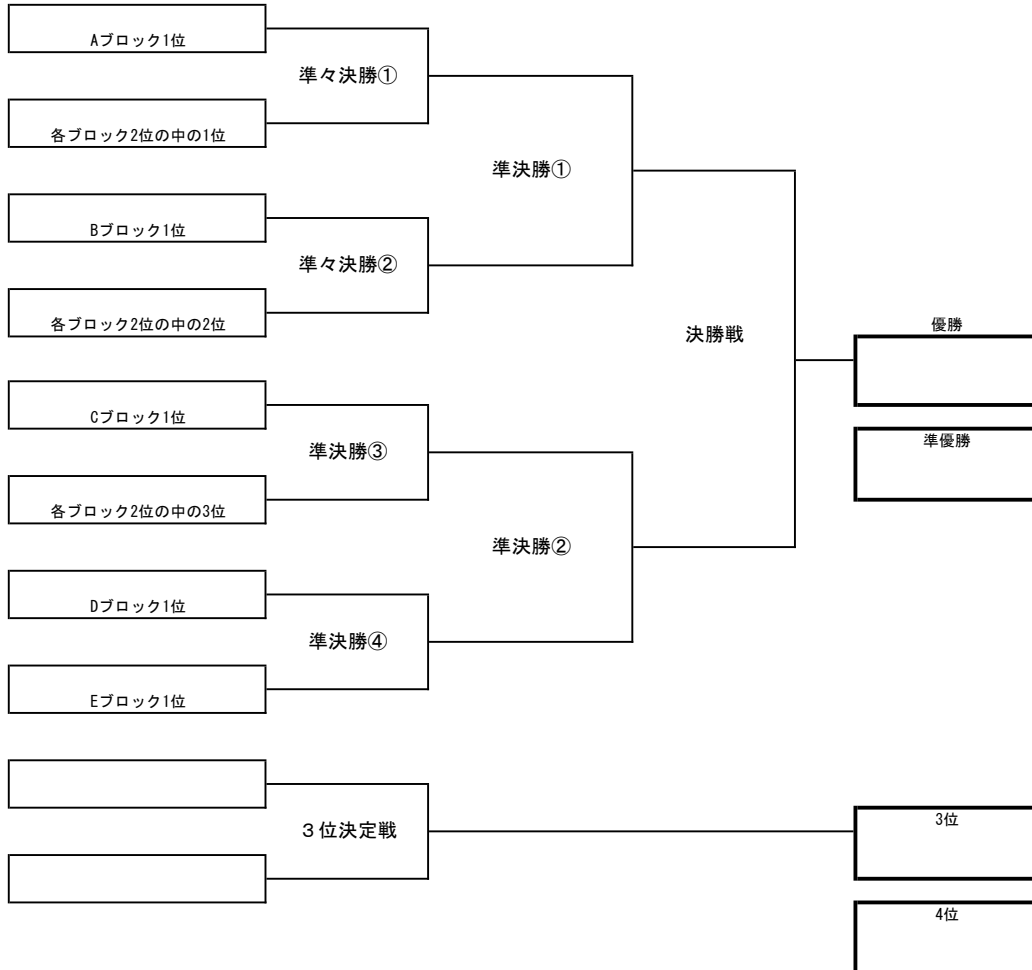 Aブロック1位
準々決勝①
各ブロック2位の中の1位
準決勝①
Bブロック1位
準々決勝②
各ブロック2位の中の2位
決勝戦
優勝
準優勝
Cブロック1位
準決勝③
各ブロック2位の中の3位
準決勝②
Dブロック1位
準決勝④
Eブロック1位
３位決定戦
3位
4位